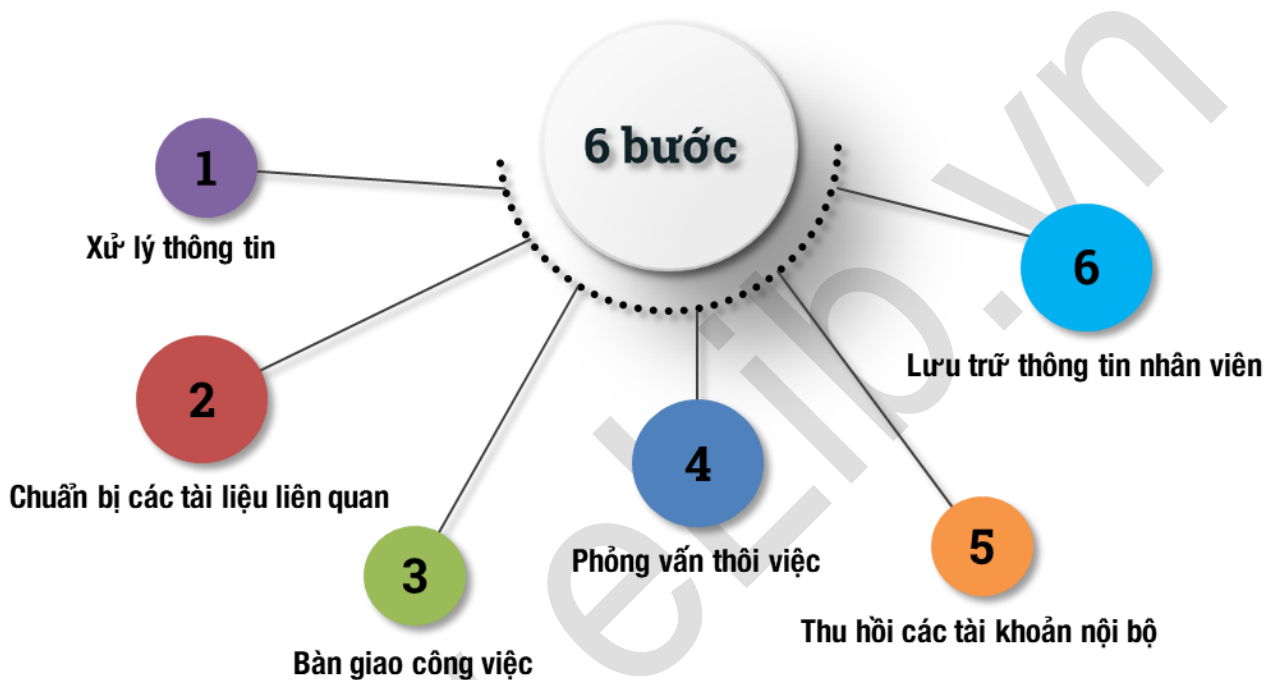 6 bước
1
Xử lý thông tin
2
Chuẩn bị các tài liệu liên quan
3
Bàn giao công việc
4
Phỏng vấn thôi việc
5
Thu hồi các tài khoản nội bộ
6
Lưu trữ thông tin nhân viên
eLib.vn